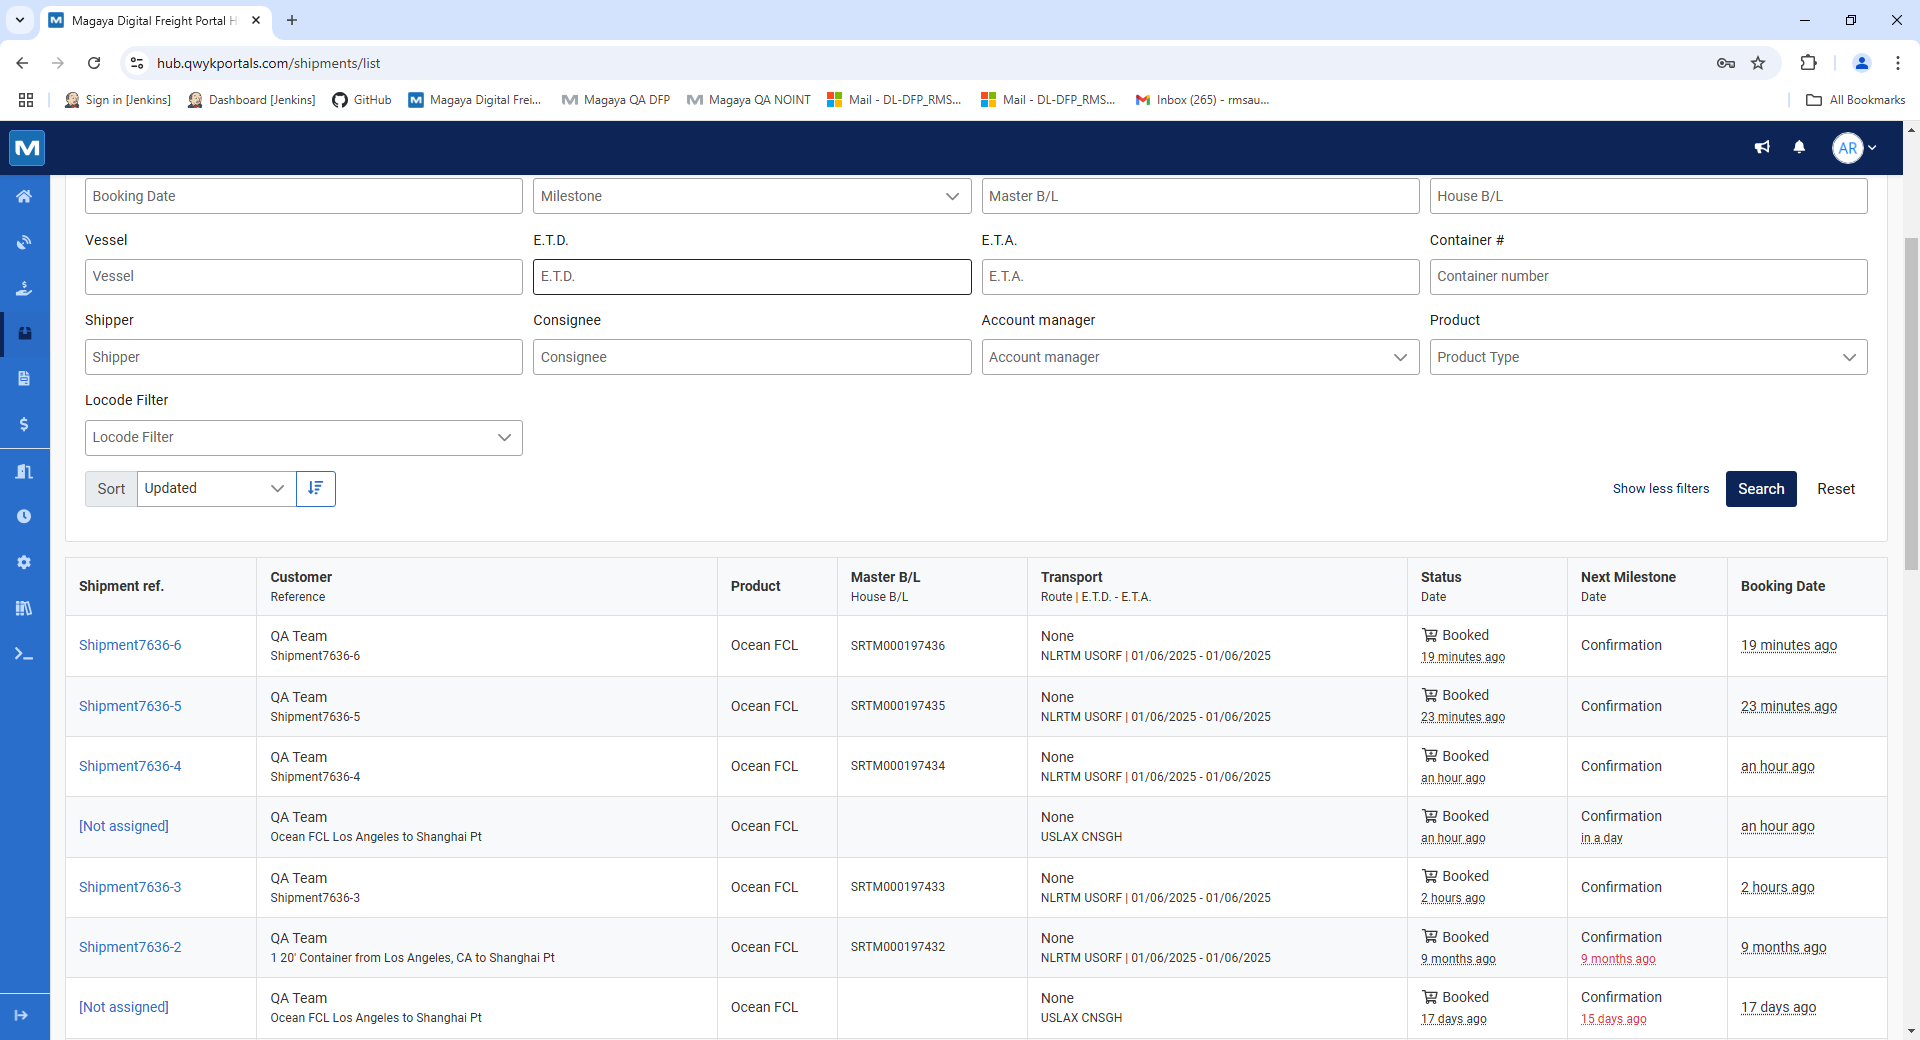 Magaya Digital Freight Portal H
hub.qwykportals.com/shipments/list
Sign in [Jenkins]
Dashboard [Jenkins]
GitHub
Magaya Digital Frei...
Magaya QA DFP
Magaya QA NOINT
Mail - DL-DFP_RMS...
Mail - DL-DFP_RMS...
Inbox (265) - rmsau...
All Bookmarks
M
AR
Booking Date
Milestone
Master B/L
House B/L
Vessel
E.T.D.
E.T.A.
Container #
Vessel
E.T.D.
E.T.A.
Container number
Shipper
Consignee
Account manager
Product
Shipper
Consignee
Account manager
Product Type
Locode Filter
Locode Filter
Sort
Updated
Show less filters
Search
Reset
Shipment ref.
Customer
Reference
Product
Master B/L
House B/L
Transport
Route | E.T.D. - E.T.A.
Status
Date
Next Milestone
Date
Booking Date
Shipment7636-6
QA Team
Shipment7636-6
Ocean FCL
SRTM000197436
None
NLRTM USORF | 01/06/2025 - 01/06/2025
Booked
19 minutes ago
Confirmation
19 minutes ago
Shipment7636-5
QA Team
Shipment7636-5
Ocean FCL
SRTM000197435
None
NLRTM USORF | 01/06/2025 - 01/06/2025
Booked
23 minutes ago
Confirmation
23 minutes ago
Shipment7636-4
QA Team
Shipment7636-4
Ocean FCL
SRTM000197434
None
NLRTM USORF | 01/06/2025 - 01/06/2025
Booked
an hour ago
Confirmation
an hour ago
[Not assigned]
QA Team
Ocean FCL Los Angeles to Shanghai Pt
Ocean FCL
None
USLAX CNSGH
Booked
an hour ago
Confirmation
in a day
an hour ago
Shipment7636-3
QA Team
Shipment7636-3
Ocean FCL
SRTM000197433
None
NLRTM USORF | 01/06/2025 - 01/06/2025
Booked
2 hours ago
Confirmation
2 hours ago
Shipment7636-2
QA Team
1 20' Container from Los Angeles, CA to Shanghai Pt
Ocean FCL
SRTM000197432
None
NLRTM USORF | 01/06/2025 - 01/06/2025
Booked
9 months ago
Confirmation
9 months ago
9 months ago
[Not assigned]
QA Team
Ocean FCL Los Angeles to Shanghai Pt
Ocean FCL
None
USLAX CNSGH
Booked
17 days ago
Confirmation
15 days ago
17 days ago